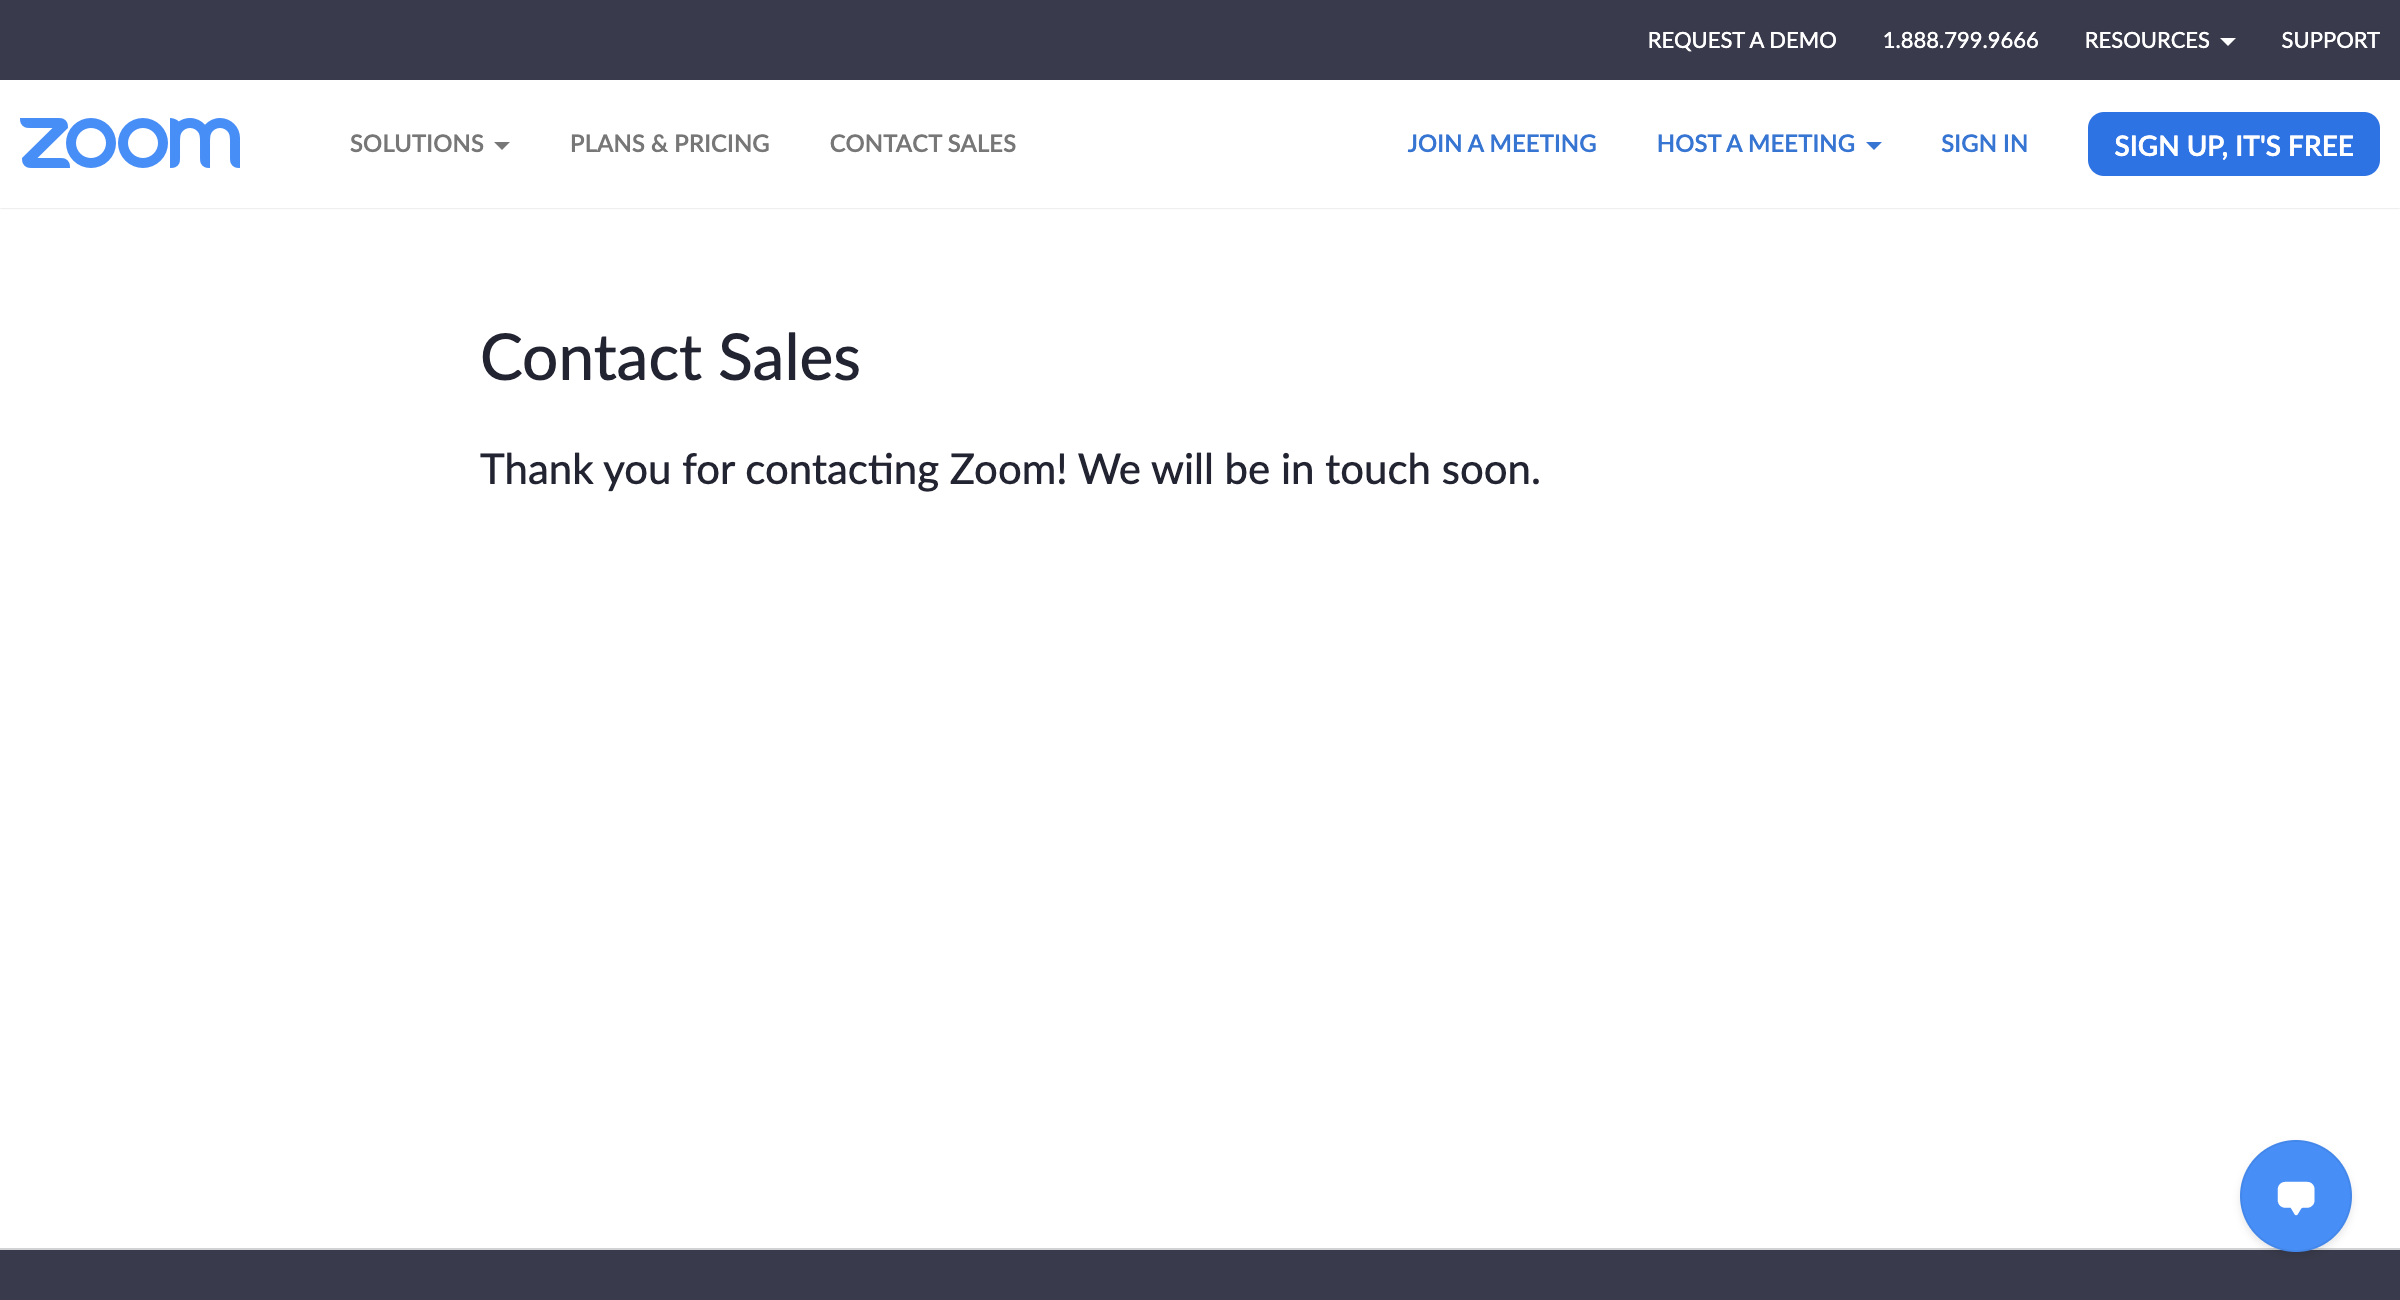 REQUEST A DEMO 1.888.799.9666 RESOURCES SUPPORT
zoom SOLUTIONS PLANS & PRICING CONTACT SALES JOIN A MEETING HOST A MEETING SIGN IN SIGN UP, IT'S FREE
Contact Sales
Thank you for contacting Zoom! We will be in touch soon.